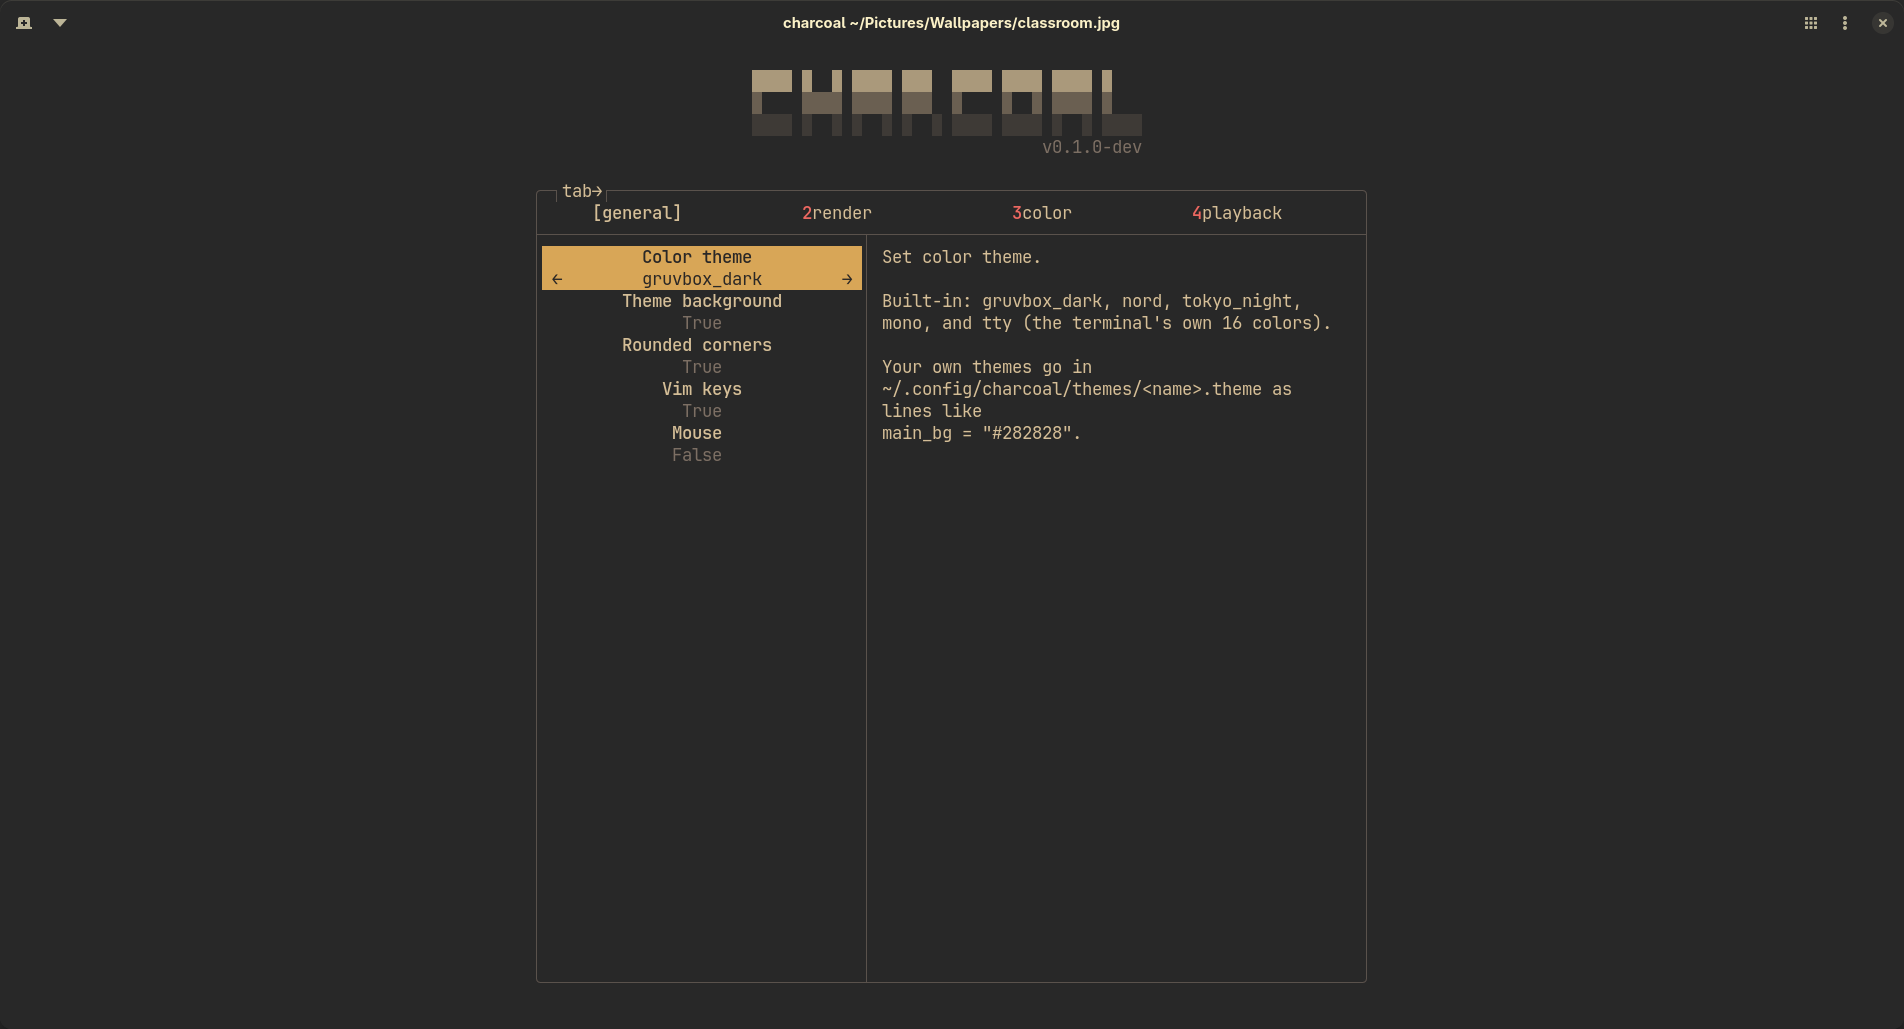 charcoal ~/Pictures/Wallpapers/classroom.jpg
CHARCOAL
v0.1.0-dev
tab→
[general] 2render 3color 4playback
Color theme
← gruvbox_dark →
Theme background
True
Rounded corners
True
Vim keys
True
Mouse
False
Set color theme.
Built-in: gruvbox_dark, nord, tokyo_night,
mono, and tty (the terminal's own 16 colors).
Your own themes go in
~/.config/charcoal/themes/<name>.theme as
lines like
main_bg = "#282828".